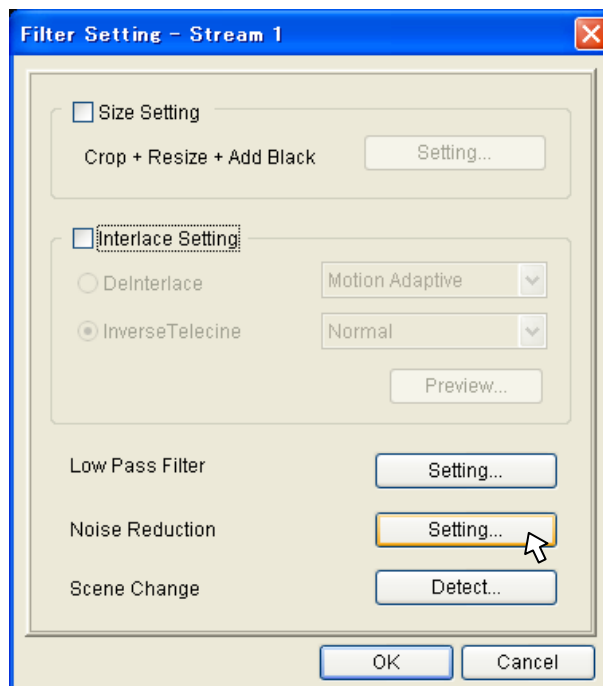 Filter Setting – Stream 1
Size Setting
Crop + Resize + Add Black
Setting...
Interlace Setting
DeInterlace
Motion Adaptive
InverseTelecine
Normal
Preview...
Low Pass Filter
Setting...
Noise Reduction
Setting...
Scene Change
Detect...
OK
Cancel